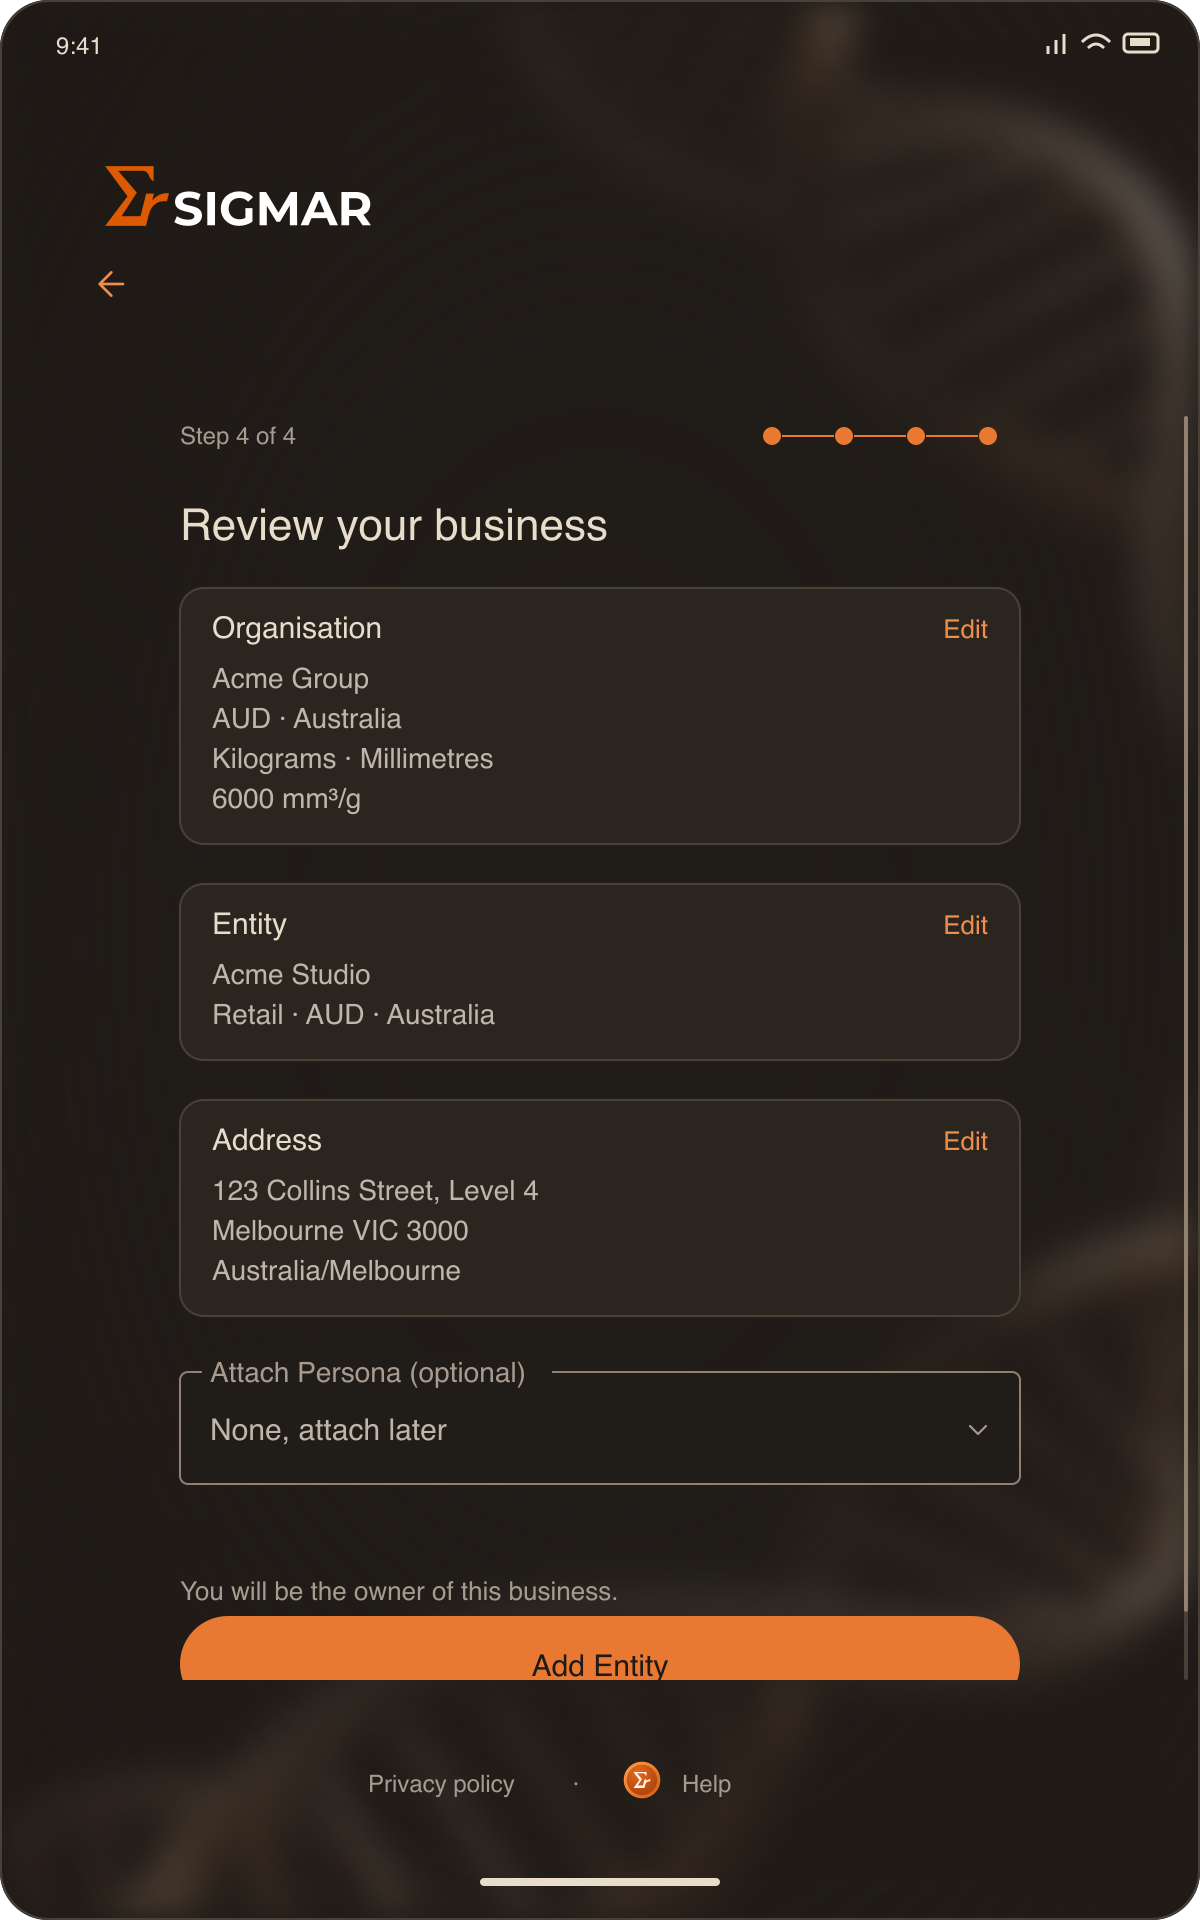 9:41
Σr SIGMAR
Step 4 of 4
Review your business
Organisation
Edit
Acme Group
AUD · Australia
Kilograms · Millimetres
6000 mm³/g
Entity
Edit
Acme Studio
Retail · AUD · Australia
Address
Edit
123 Collins Street, Level 4
Melbourne VIC 3000
Australia/Melbourne
Attach Persona (optional)
None, attach later
You will be the owner of this business.
Add Entity
Privacy policy · Σr Help